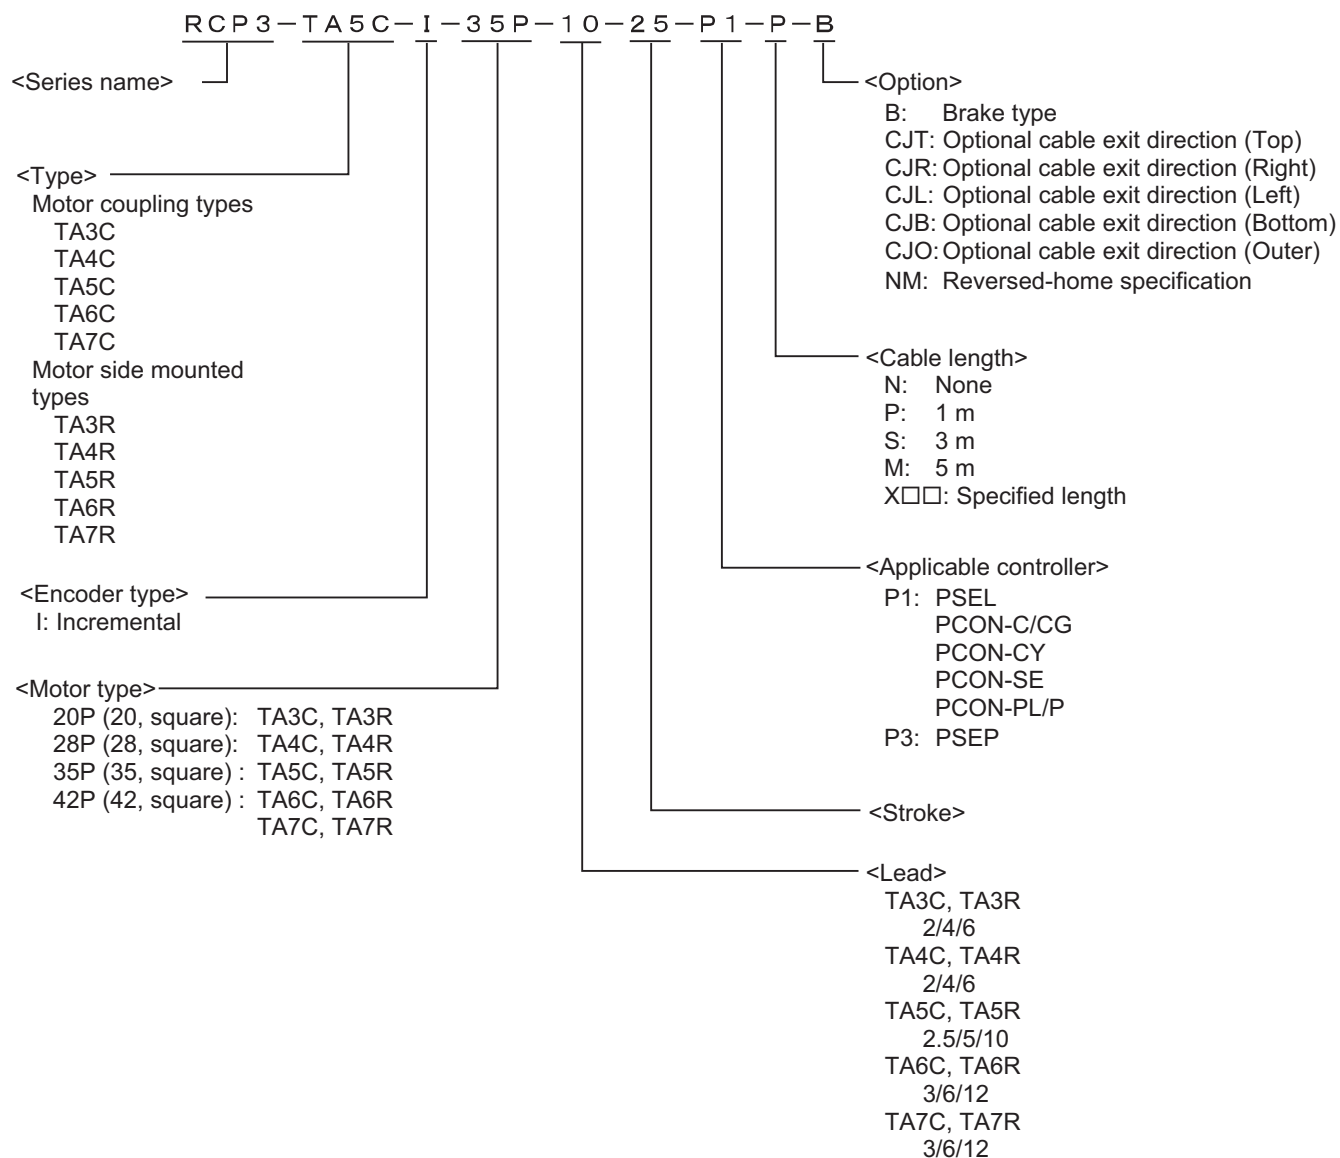 RCP3-TA5C-I-35P-10-25-P1-P-B
<Series name>
<Type>
Motor coupling types
TA3C
TA4C
TA5C
TA6C
TA7C
Motor side mounted
types
TA3R
TA4R
TA5R
TA6R
TA7R
<Encoder type>
I: Incremental
<Motor type>
20P (20, square): TA3C, TA3R
28P (28, square): TA4C, TA4R
35P (35, square) : TA5C, TA5R
42P (42, square) : TA6C, TA6R
TA7C, TA7R
<Option>
B: Brake type
CJT: Optional cable exit direction (Top)
CJR: Optional cable exit direction (Right)
CJL: Optional cable exit direction (Left)
CJB: Optional cable exit direction (Bottom)
CJO: Optional cable exit direction (Outer)
NM: Reversed-home specification
<Cable length>
N: None
P: 1 m
S: 3 m
M: 5 m
X□□: Specified length
<Applicable controller>
P1: PSEL
PCON-C/CG
PCON-CY
PCON-SE
PCON-PL/P
P3: PSEP
<Stroke>
<Lead>
TA3C, TA3R
2/4/6
TA4C, TA4R
2/4/6
TA5C, TA5R
2.5/5/10
TA6C, TA6R
3/6/12
TA7C, TA7R
3/6/12